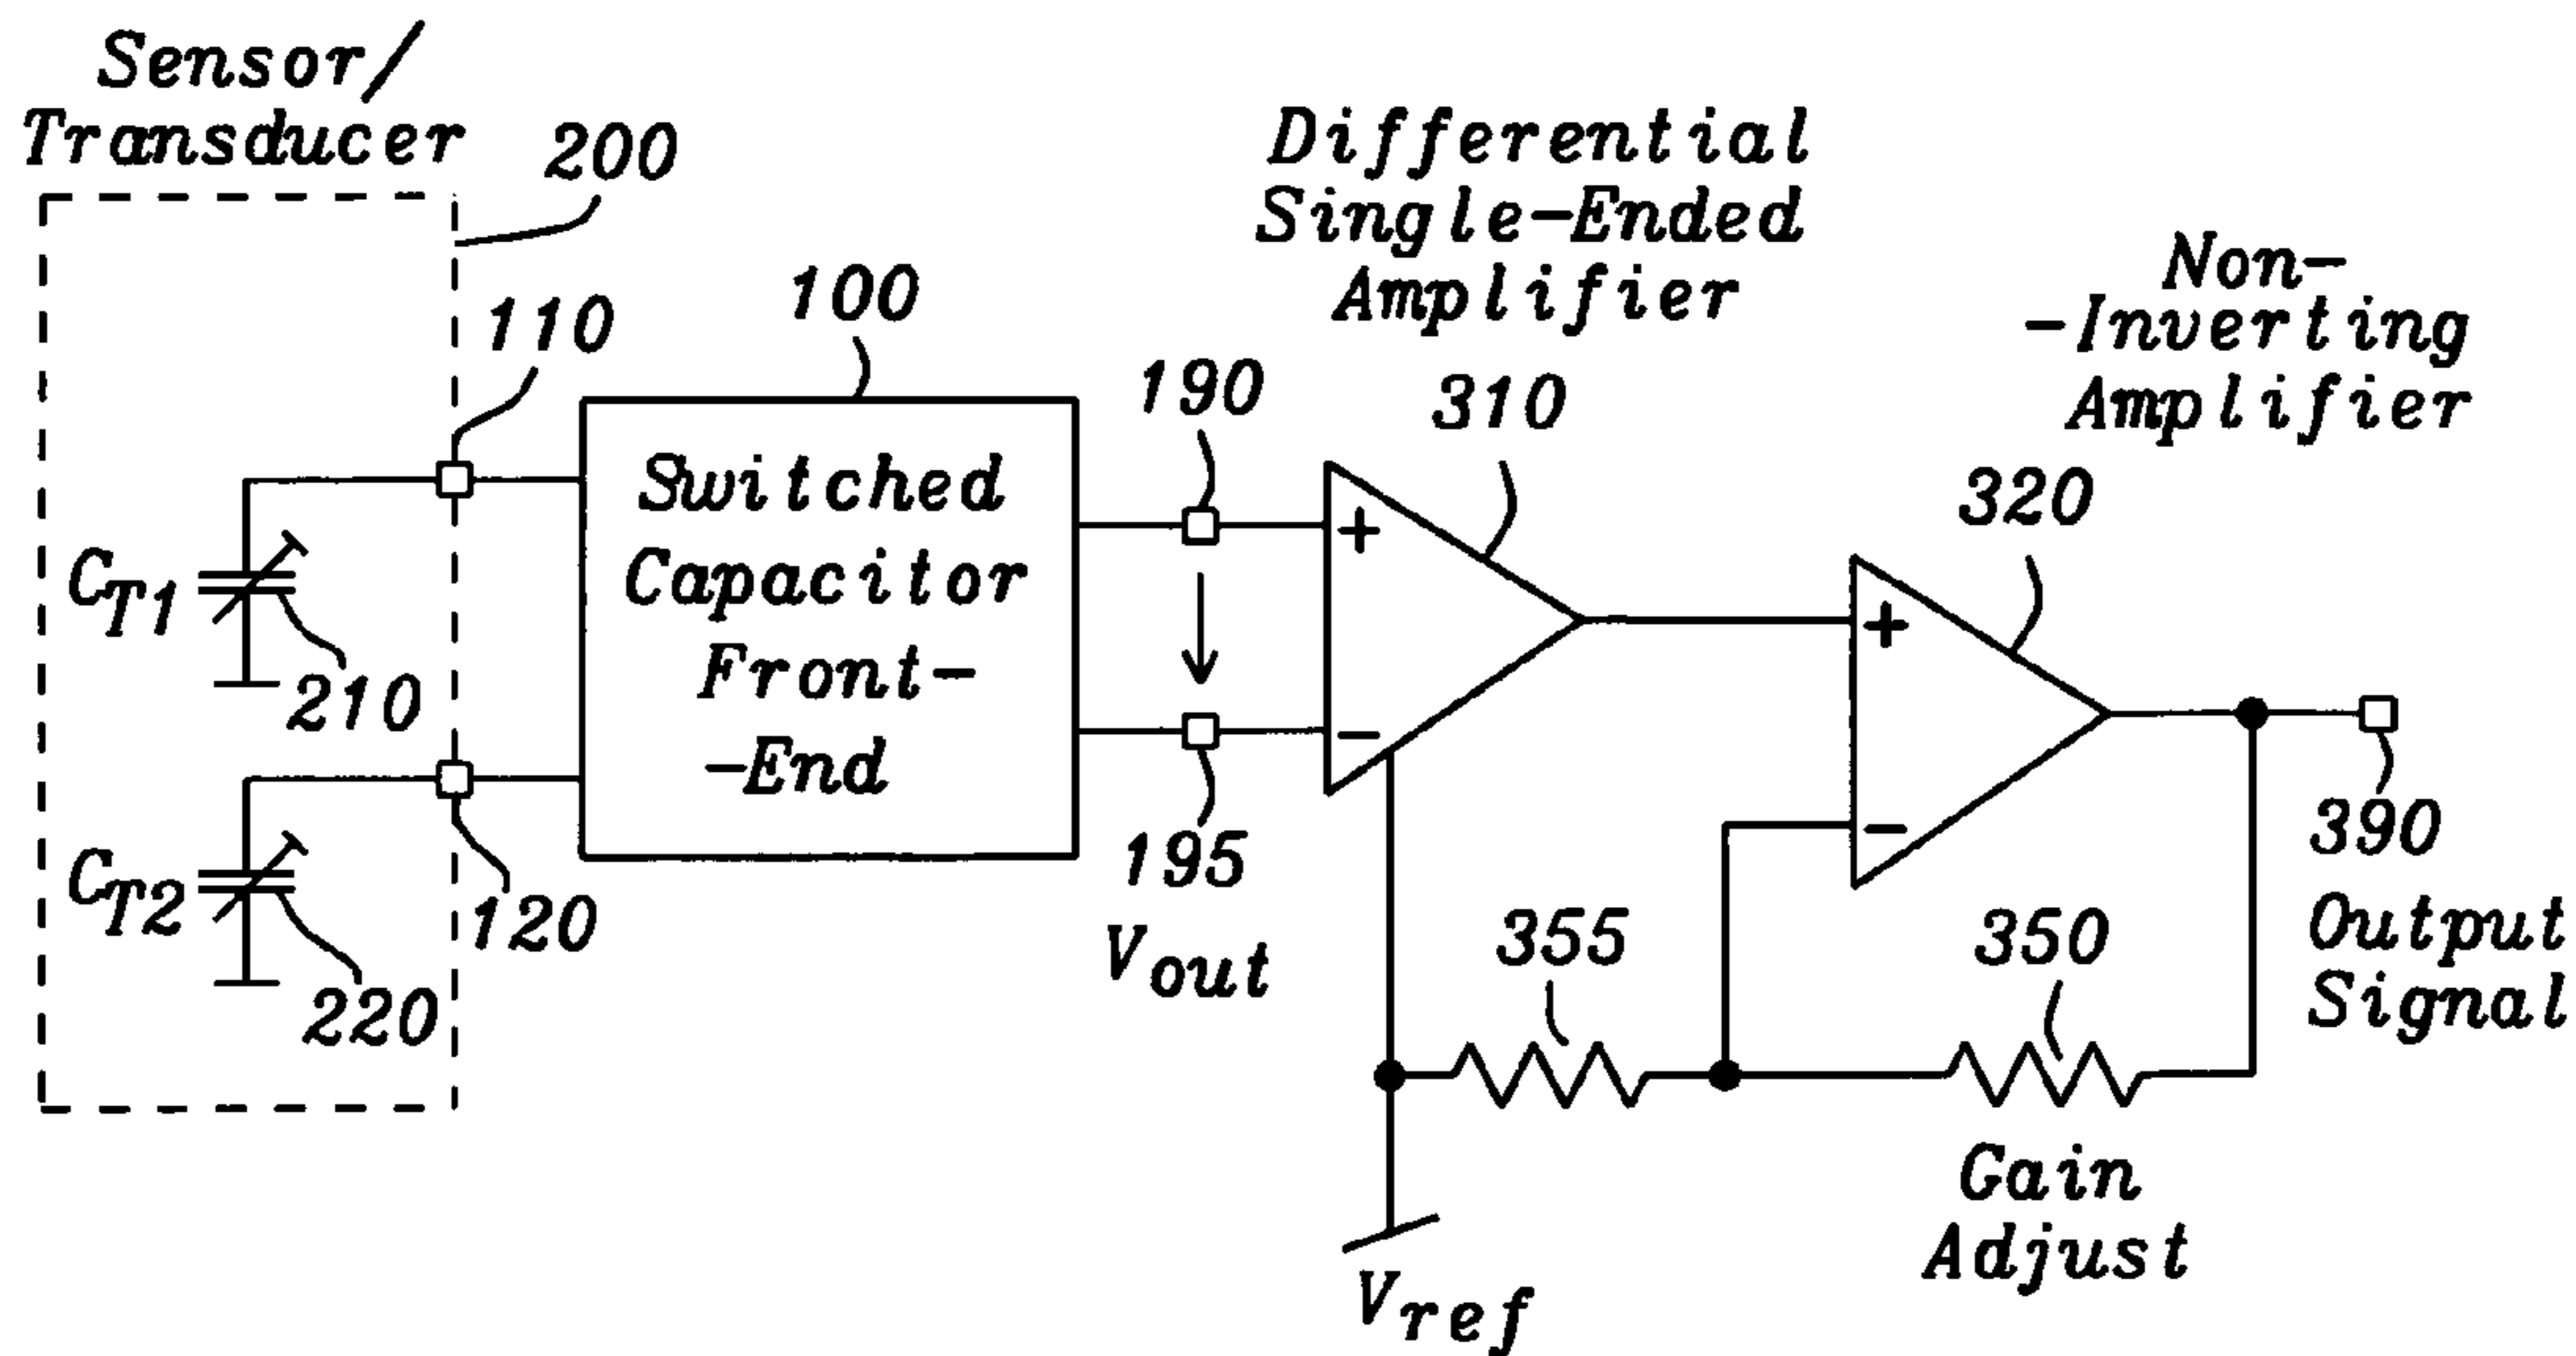 Sensor/
Transducer
200
110
100
Differential
Single-Ended
Amplifier
Non-
-Inverting
Amplifier
190
310
320
Switched
Capacitor
Front-
-End
+
-
+
-
CT1
210
CT2
220
120
195
Vout
355
350
390
Output
Signal
Gain
Adjust
Vref